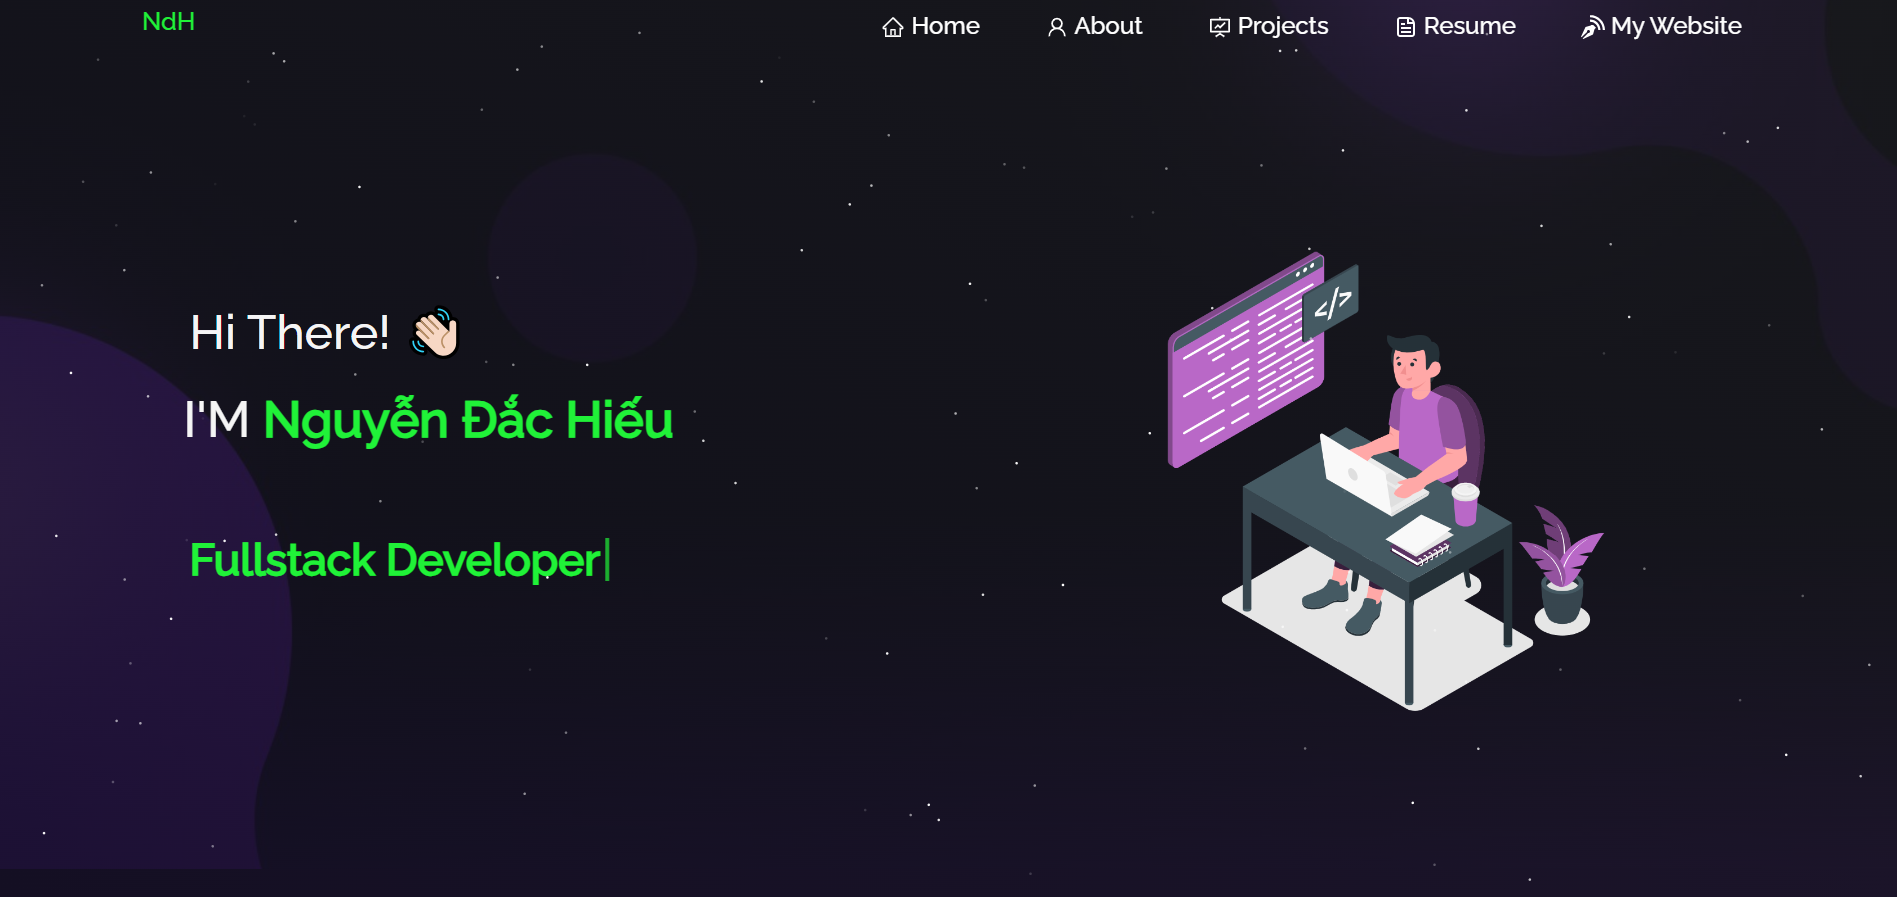 NdH
Home About Projects Resume My Website
</>
Hi There! 👋🏻
I'M Nguyễn Đắc Hiếu
Fullstack Developer|